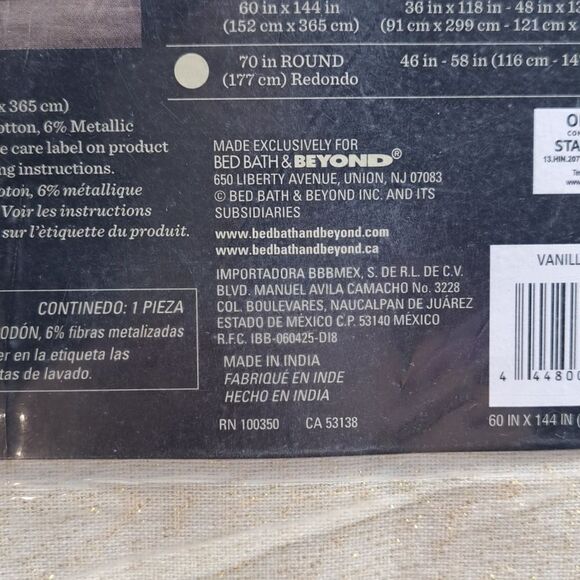 60 in x 144 in
(152 cm x 365 cm)
36 in x 118 in - 48 in x
(91 cm x 299 cm - 121 cm x
70 in ROUND
(177 cm) Redondo
46 in - 58 in (116 cm -
x 365 cm)
otton, 6% Metallic
e care label on product
ng instructions.
oton, 6% métallique
Voir les instructions
sur l'ètiquette du produit.
CONTINEDO: 1 PIEZA
ODÓN, 6% fibras metalizadas
er en la etiqueta las
tas de lavado.
MADE EXCLUSIVELY FOR
BED BATH & BEYOND®
650 LIBERTY AVENUE, UNION, NJ 07083
© BED BATH & BEYOND INC. AND ITS
SUBSIDIARIES
www.bedbathandbeyond.com
www.bedbathandbeyond.ca
IMPORTADORA BBBMEX, S. DE R.L. DE C.V.
BLVD. MANUEL AVILA CAMACHO No. 3228
COL. BOULEVARES, NAUCALPAN DE JUÁREZ
ESTADO DE MÉXICO C.P. 53140 MÉXICO
R.F.C. IBB-060425-DI8
MADE IN INDIA
FABRIQUÉ EN INDE
HECHO EN INDIA
RN 100350 CA 53138
STA
13.HIN.207
VANILL
4 44800
60 IN X 144 IN (